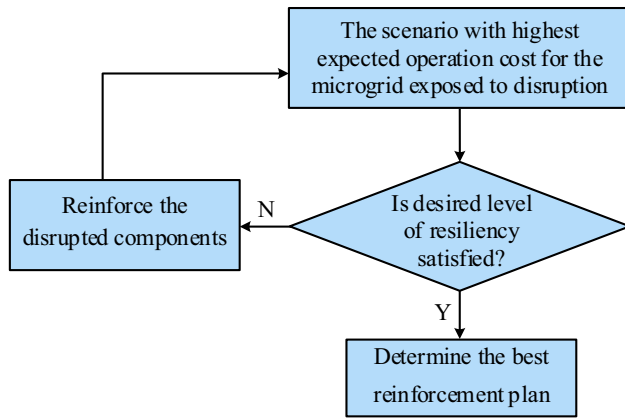 The scenario with highest
expected operation cost for the
microgrid exposed to disruption
Is desired level
of resiliency
satisfied?
N
Reinforce the
disrupted components
Y
Determine the best
reinforcement plan